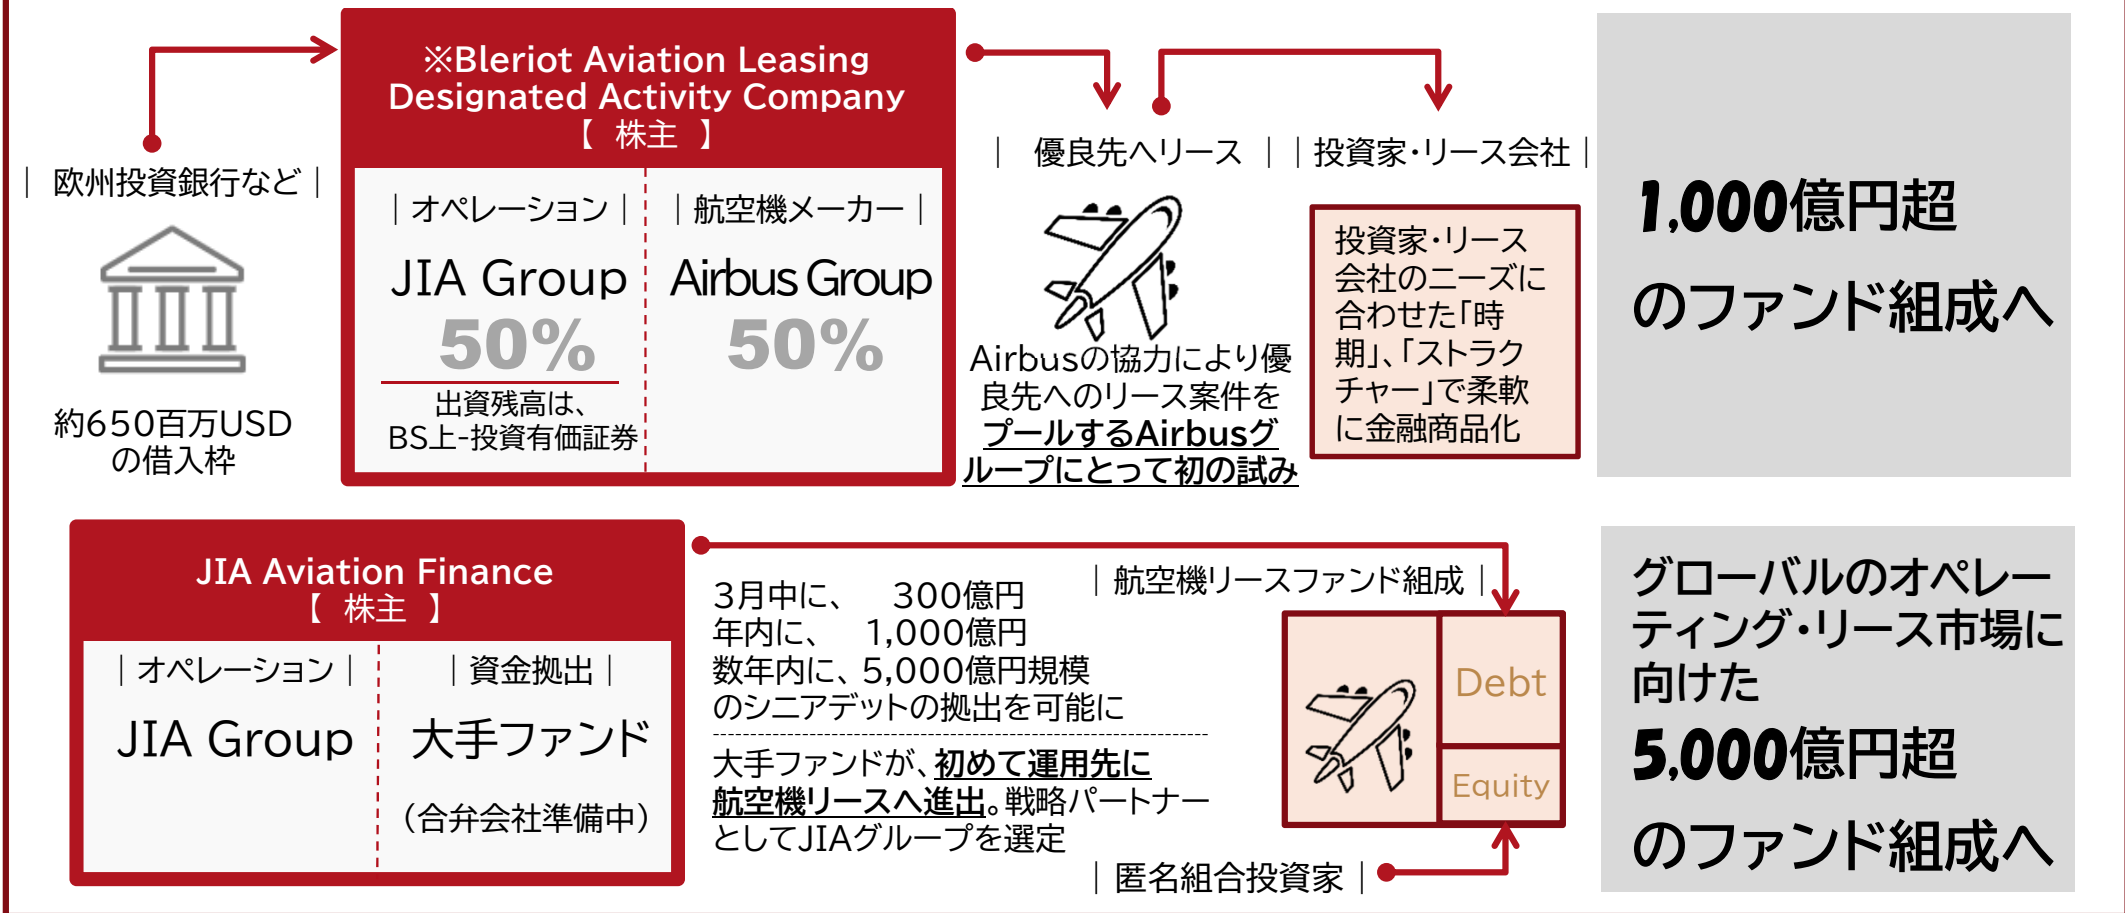 ※Bleriot Aviation Leasing
Designated Activity Company
【 株主 】
｜ 欧州投資銀行など｜
約650百万USD
の借入枠
｜オペレーション｜
JIA Group
50%
出資残高は、
BS上-投資有価証券
｜航空機メーカー｜
Airbus Group
50%
｜ 優良先へリース ｜
Airbusの協力により優
良先へのリース案件を
プールするAirbusグ
ループにとって初の試み
｜投資家・リース会社｜
投資家・リース
会社のニーズに
合わせた「時
期」、「ストラク
チャー」で柔軟
に金融商品化
1,000億円超
のファンド組成へ
JIA Aviation Finance
【 株主 】
｜オペレーション｜
JIA Group
｜資金拠出｜
大手ファンド
（合弁会社準備中）
3月中に、 300億円
年内に、 1,000億円
数年内に、5,000億円規模
のシニアデットの拠出を可能に
大手ファンドが、初めて運用先に
航空機リースへ進出。戦略パートナー
としてJIAグループを選定
｜航空機リースファンド組成｜
Debt
Equity
｜匿名組合投資家｜
グローバルのオペレー
ティング・リース市場に
向けた
5,000億円超
のファンド組成へ